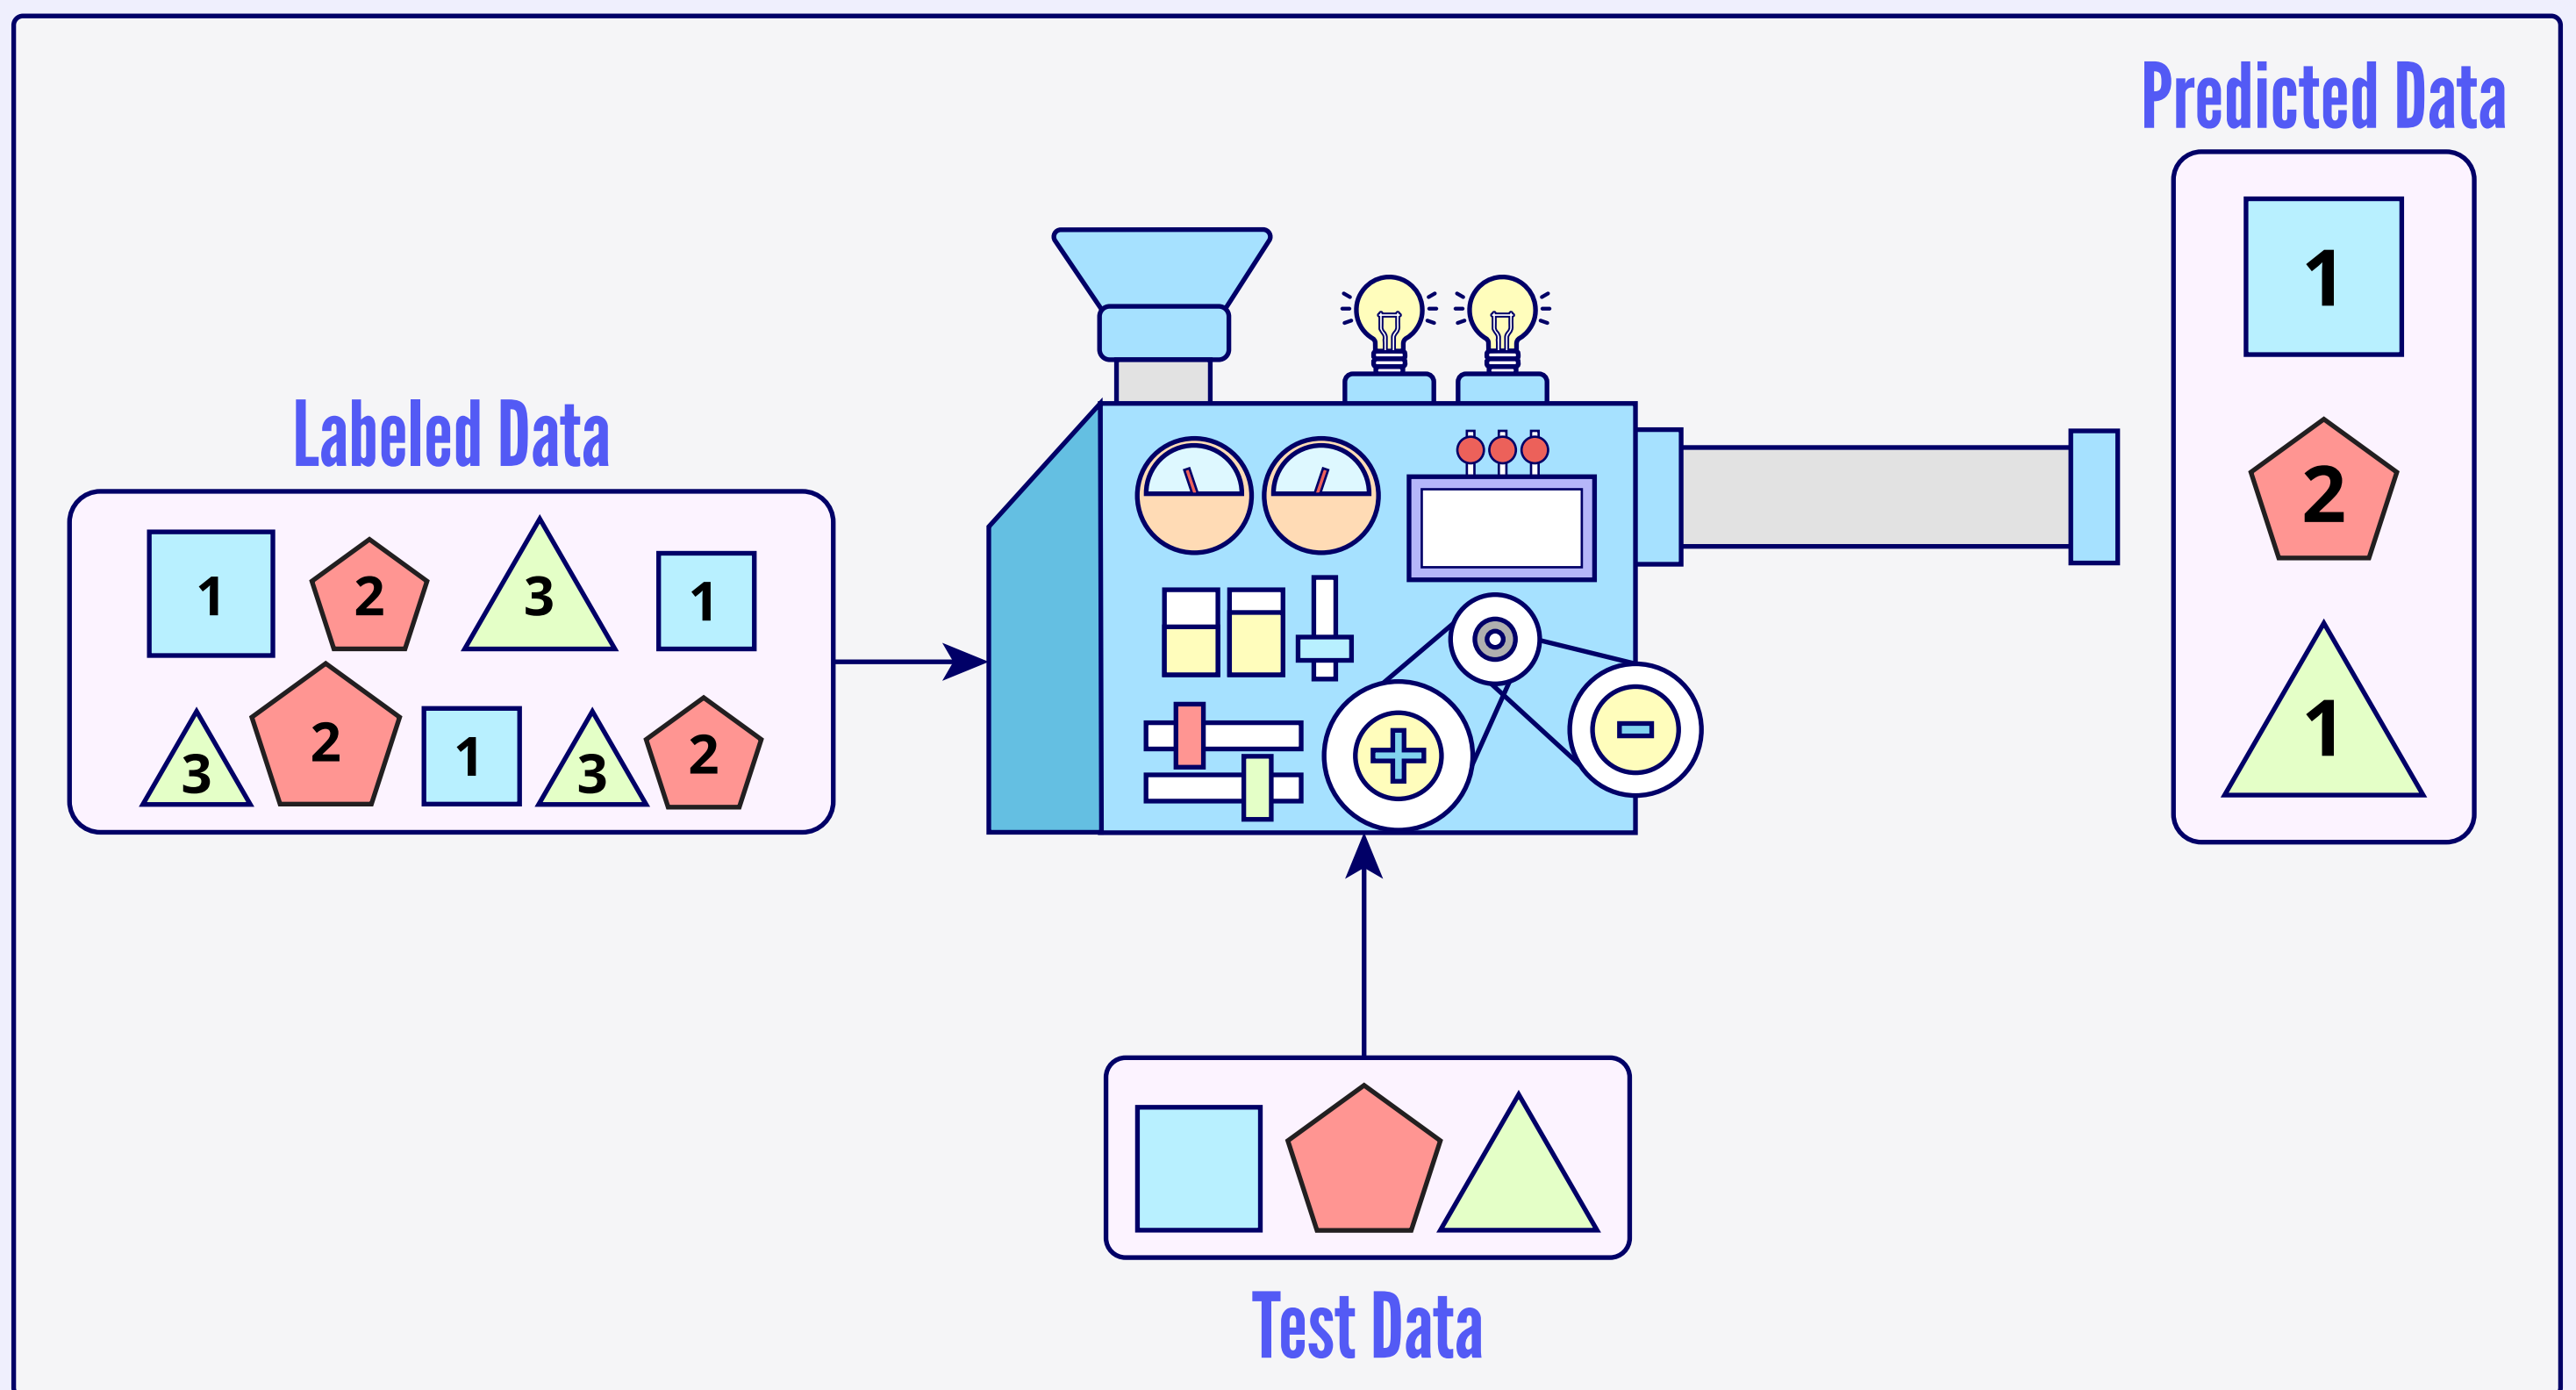 Predicted Data
1
2
1
Labeled Data
1 2 3 1
3 2 1 3 2
Test Data